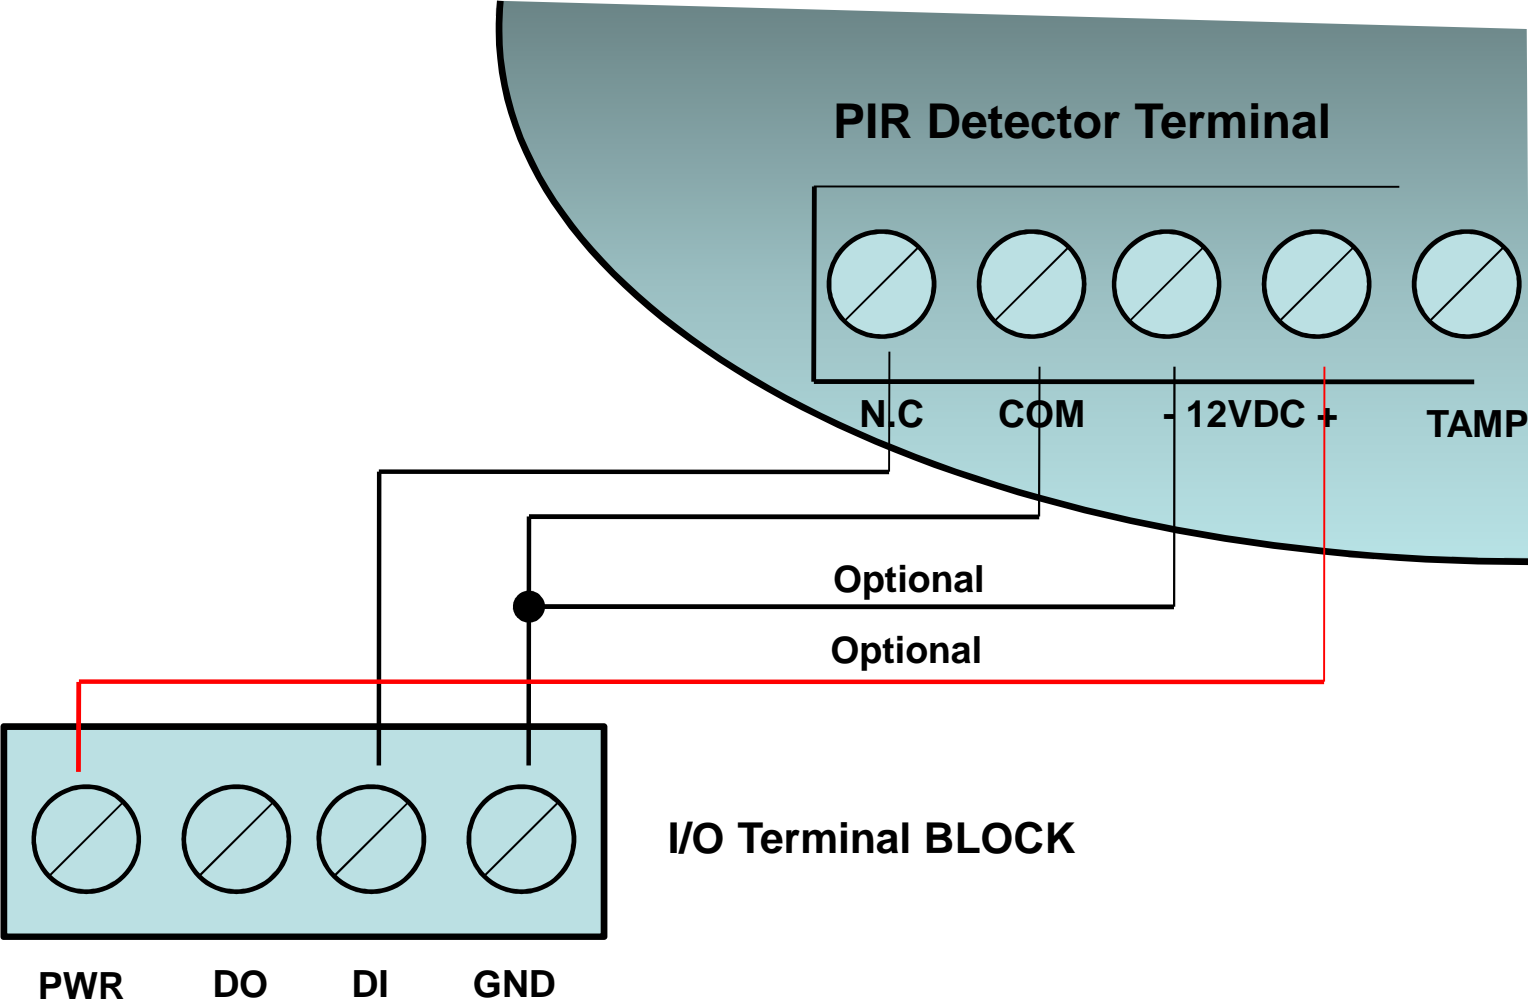 PIR Detector Terminal
N.C COM - 12VDC + TAMP
Optional
Optional
I/O Terminal BLOCK
PWR DO DI GND